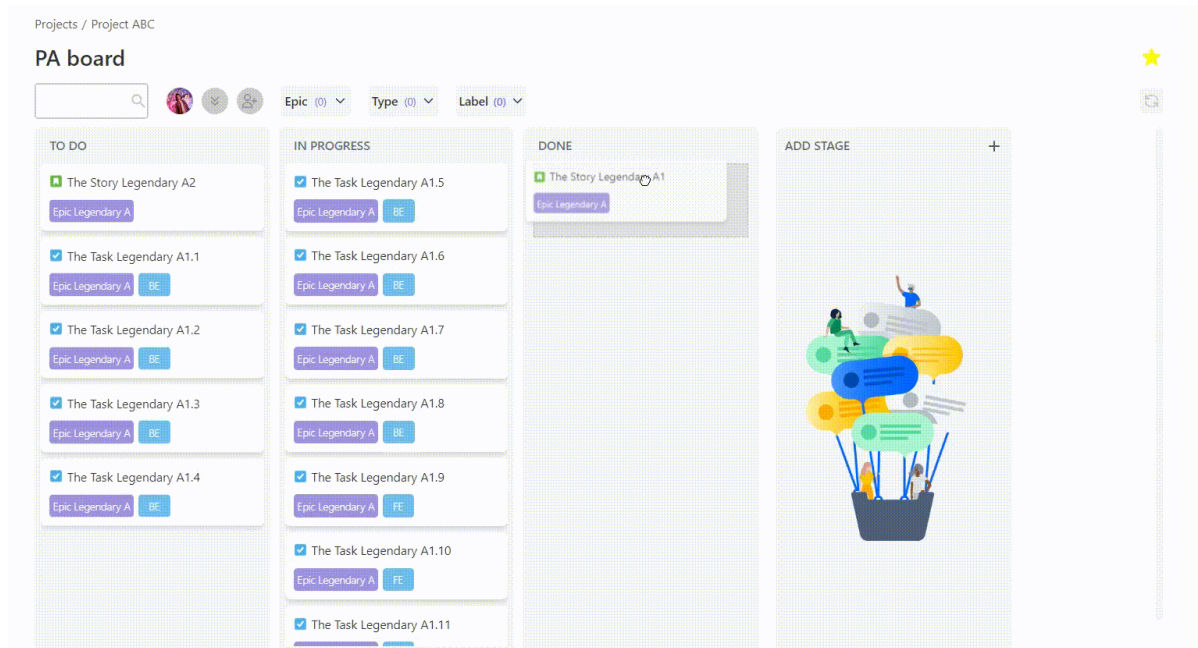 Projects / Project ABC
PA board
Epic (0)
Type (0)
Label (0)
TO DO
The Story Legendary A2
Epic Legendary A
The Task Legendary A1.1
Epic Legendary A BE
The Task Legendary A1.2
Epic Legendary A BE
The Task Legendary A1.3
Epic Legendary A BE
The Task Legendary A1.4
Epic Legendary A BE
IN PROGRESS
The Task Legendary A1.5
Epic Legendary A BE
The Task Legendary A1.6
Epic Legendary A BE
The Task Legendary A1.7
Epic Legendary A BE
The Task Legendary A1.8
Epic Legendary A BE
The Task Legendary A1.9
Epic Legendary A FE
The Task Legendary A1.10
Epic Legendary A FE
The Task Legendary A1.11
DONE
The Story Legendary A1
Epic Legendary A
ADD STAGE